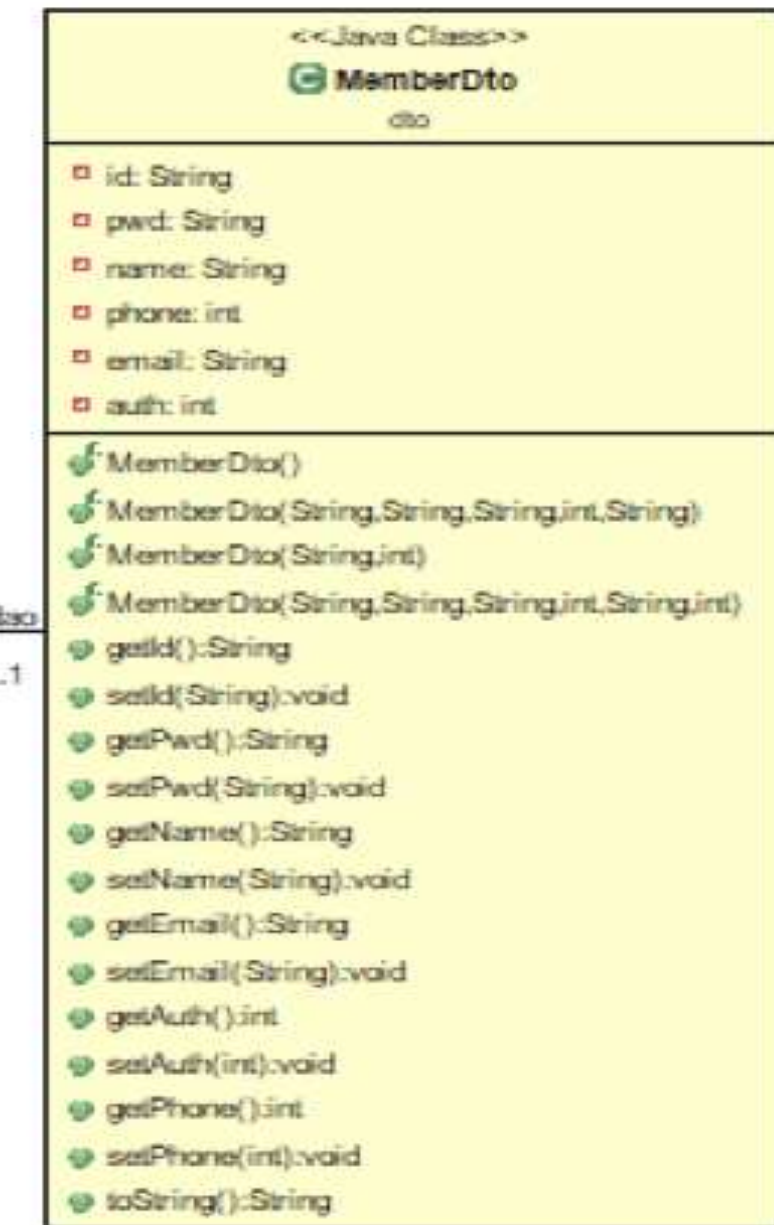 <<Java Class>>
MemberDto
dto
id: String
pwd: String
name: String
phone: int
email: String
auth: int
MemberDto()
MemberDto(String,String,String,int,String)
MemberDto(String,int)
MemberDto(String,String,String,int,String,int)
getId():String
setId(String):void
getPwd():String
setPwd(String):void
getName():String
setName(String):void
getEmail():String
setEmail(String):void
getAuth():int
setAuth(int):void
getPhone():int
setPhone(int):void
toString():String
.1